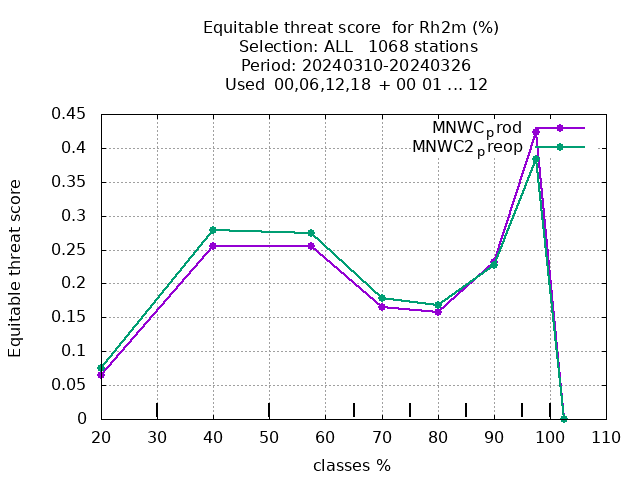 Equitable threat score  for Rh2m (%)
Selection: ALL   1068 stations
Period: 20240310-20240326
Used  00,06,12,18 + 00 01 ... 12
MNWC_prod
MNWC2_preop
0.45
0.4
0.35
0.3
0.25
0.2
0.15
0.1
0.05
0
Equitable threat score
20 30 40 50 60 70 80 90 100 110
classes %